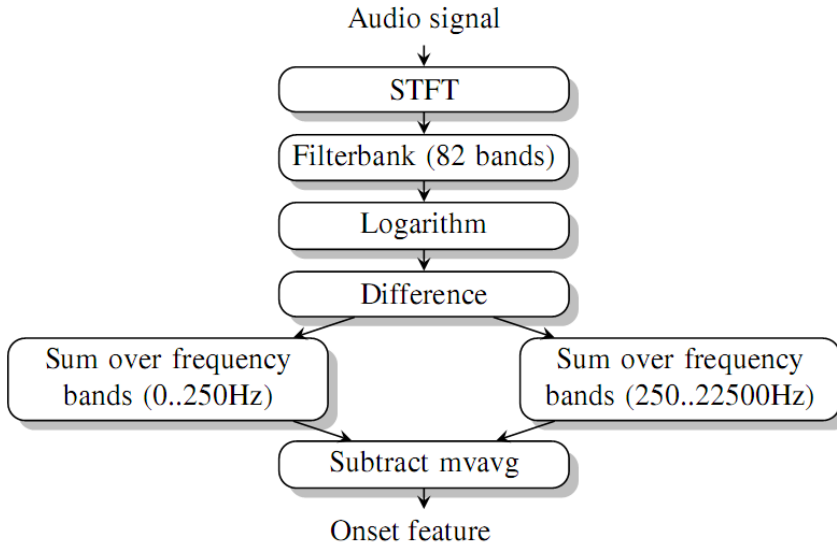 Audio signal
STFT
Filterbank (82 bands)
Logarithm
Difference
Sum over frequency
bands (0..250Hz)
Sum over frequency
bands (250..22500Hz)
Subtract mvavg
Onset feature